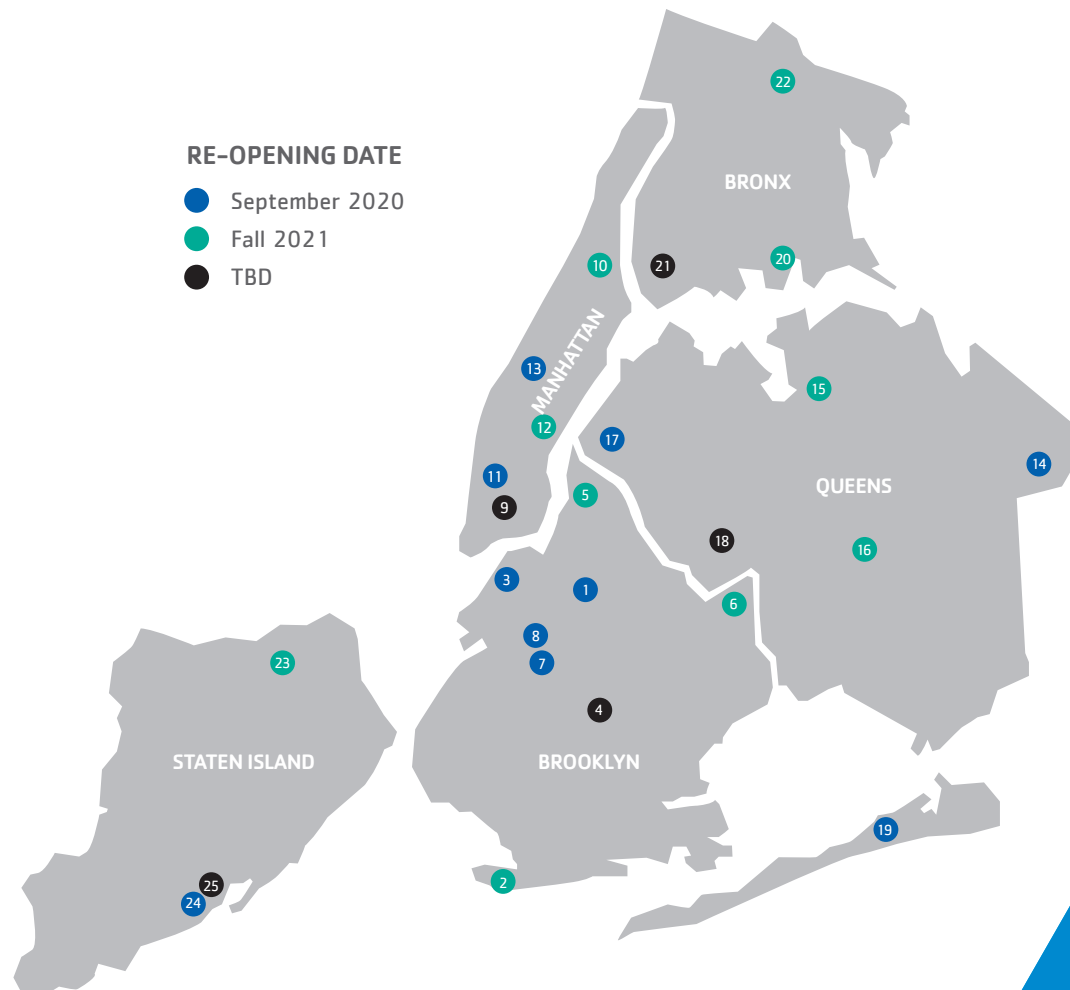 RE-OPENING DATE
September 2020
Fall 2021
TBD
22
BRONX
10
21
20
MANHATTAN
13
15
12
17
14
11
QUEENS
5
9
18
16
3
1
6
8
7
23
4
STATEN ISLAND
BROOKLYN
19
2
25
24